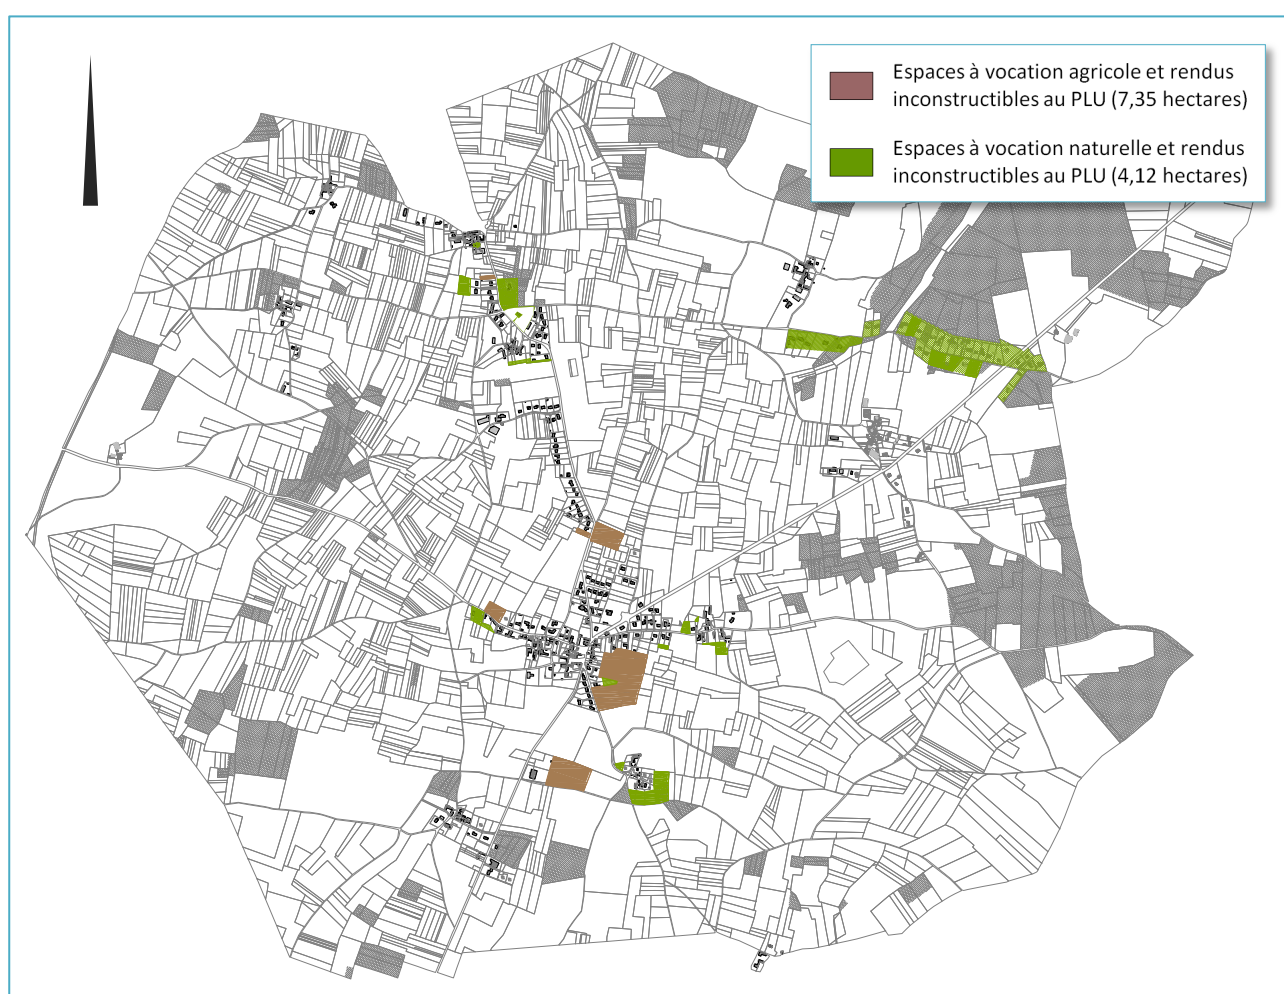 Espaces à vocation agricole et rendus
inconstructibles au PLU (7,35 hectares)
Espaces à vocation naturelle et rendus
inconstructibles au PLU (4,12 hectares)